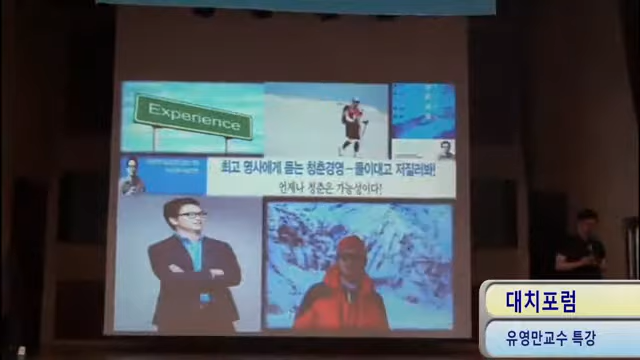 Experience
최고 명사에게 듣는 청춘경영 - 들이대고 저질러봐!
언제나 청춘은 가능성이다!
대치포럼
유영만교수 특강